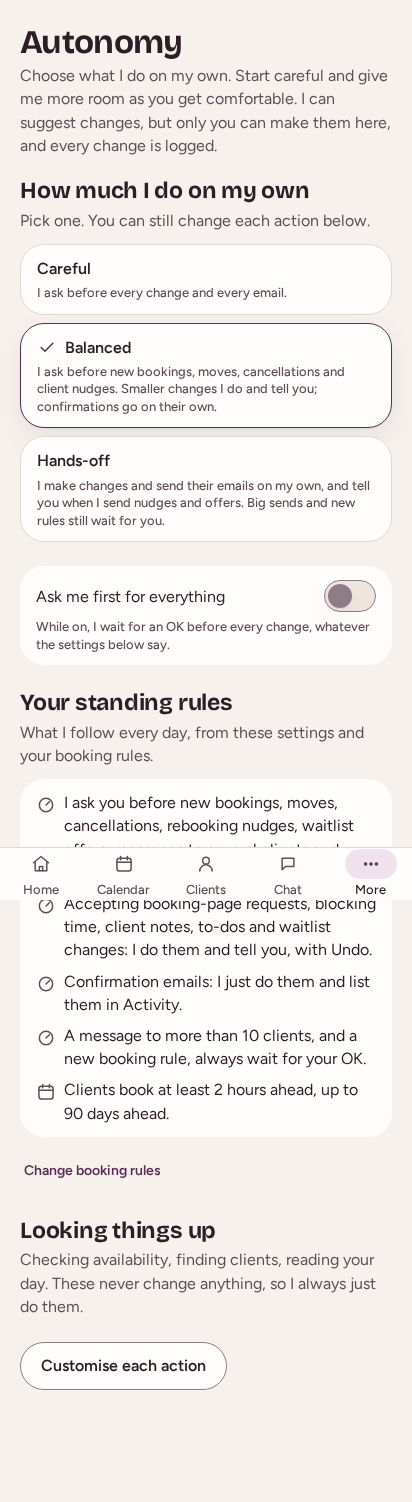 Autonomy
Choose what I do on my own. Start careful and give
me more room as you get comfortable. I can
suggest changes, but only you can make them here,
and every change is logged.
How much I do on my own
Pick one. You can still change each action below.
Careful
I ask before every change and every email.
Balanced
I ask before new bookings, moves, cancellations and
client nudges. Smaller changes I do and tell you;
confirmations go on their own.
Hands-off
I make changes and send their emails on my own, and tell
you when I send nudges and offers. Big sends and new
rules still wait for you.
Ask me first for everything
While on, I wait for an OK before every change, whatever
the settings below say.
Your standing rules
What I follow every day, from these settings and
your booking rules.
I ask you before new bookings, moves,
cancellations, rebooking nudges, waitlist
Home
Calendar
Clients
Chat
More
Accepting booking-page requests, blocking
time, client notes, to-dos and waitlist
changes: I do them and tell you, with Undo.
Confirmation emails: I just do them and list
them in Activity.
A message to more than 10 clients, and a
new booking rule, always wait for your OK.
Clients book at least 2 hours ahead, up to
90 days ahead.
Change booking rules
Looking things up
Checking availability, finding clients, reading your
day. These never change anything, so I always just
do them.
Customise each action